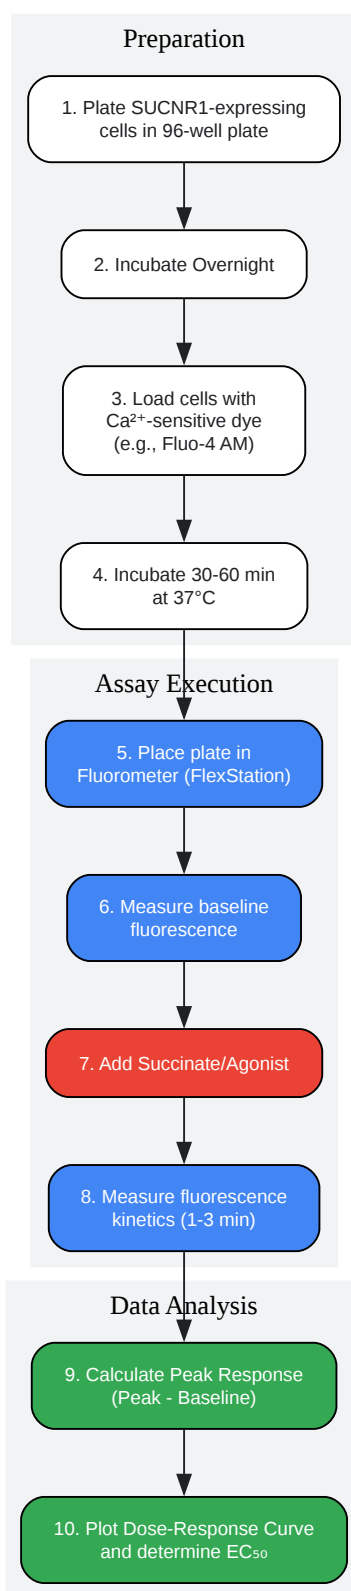 Preparation
1. Plate SUCNR1-expressing
cells in 96-well plate
2. Incubate Overnight
3. Load cells with
Ca²⁺-sensitive dye
(e.g., Fluo-4 AM)
4. Incubate 30-60 min
at 37°C
Assay Execution
5. Place plate in
Fluorometer (FlexStation)
6. Measure baseline
fluorescence
7. Add Succinate/Agonist
8. Measure fluorescence
kinetics (1-3 min)
Data Analysis
9. Calculate Peak Response
(Peak - Baseline)
10. Plot Dose-Response Curve
and determine EC₅₀